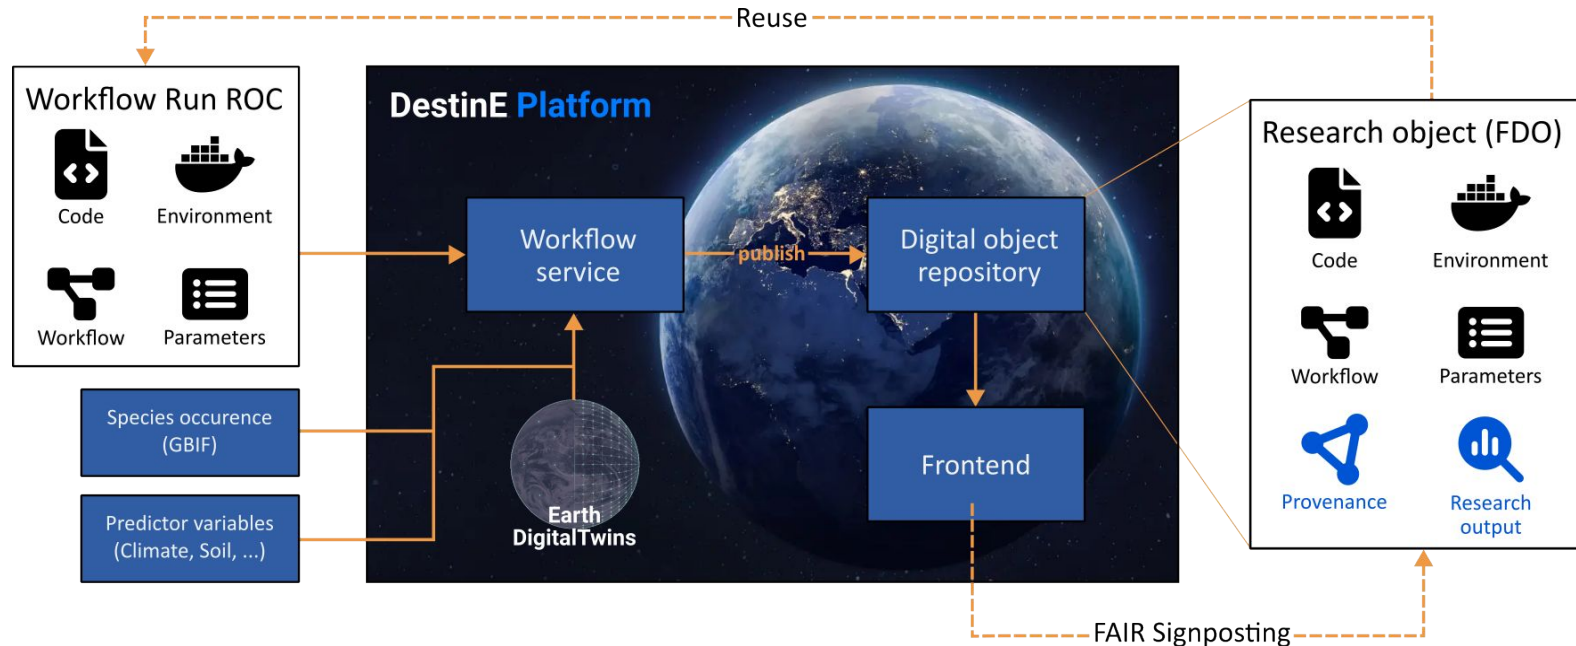 Reuse
Workflow Run ROC
Code
Environment
Workflow
Parameters
Species occurence
(GBIF)
Predictor variables
(Climate, Soil, ...)
DestinE Platform
Workflow
service
publish
Digital object
repository
Earth
DigitalTwins
Frontend
Research object (FDO)
Code
Environment
Workflow
Parameters
Provenance
Research
output
FAIR Signposting